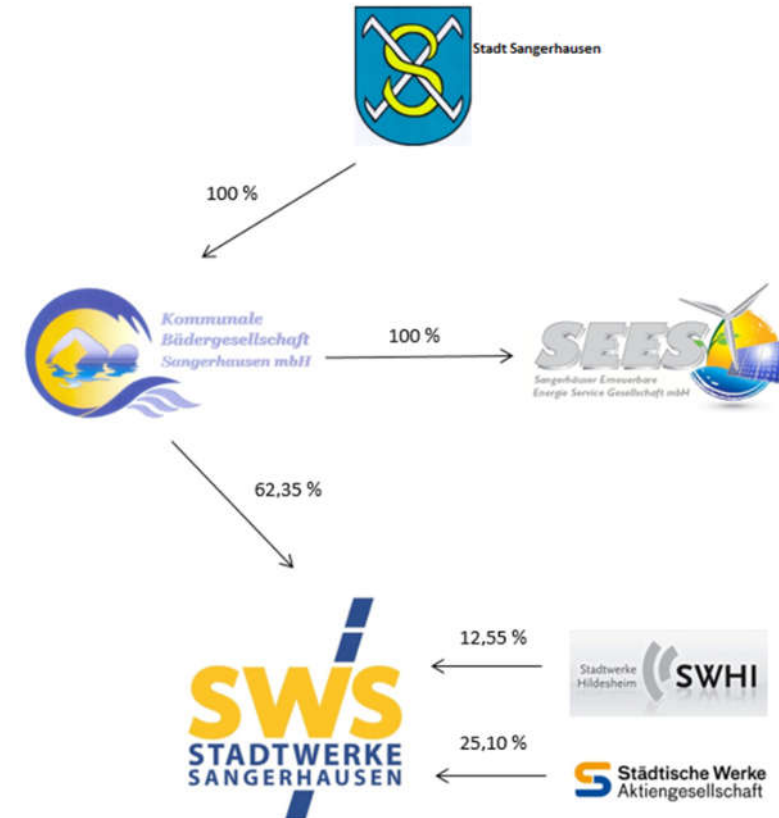 Stadt Sangerhausen
100 %
Kommunale
Bädergesellschaft
Sangerhausen mbH
100 %
SEES
Sangerhäuser Erneuerbare
Energie Service Gesellschaft mbH
62,35 %
SWS
STADTWERKE
SANGERHAUSEN
12,55 %
Stadtwerke
Hildesheim
SWHI
25,10 %
Städtische Werke
Aktiengesellschaft